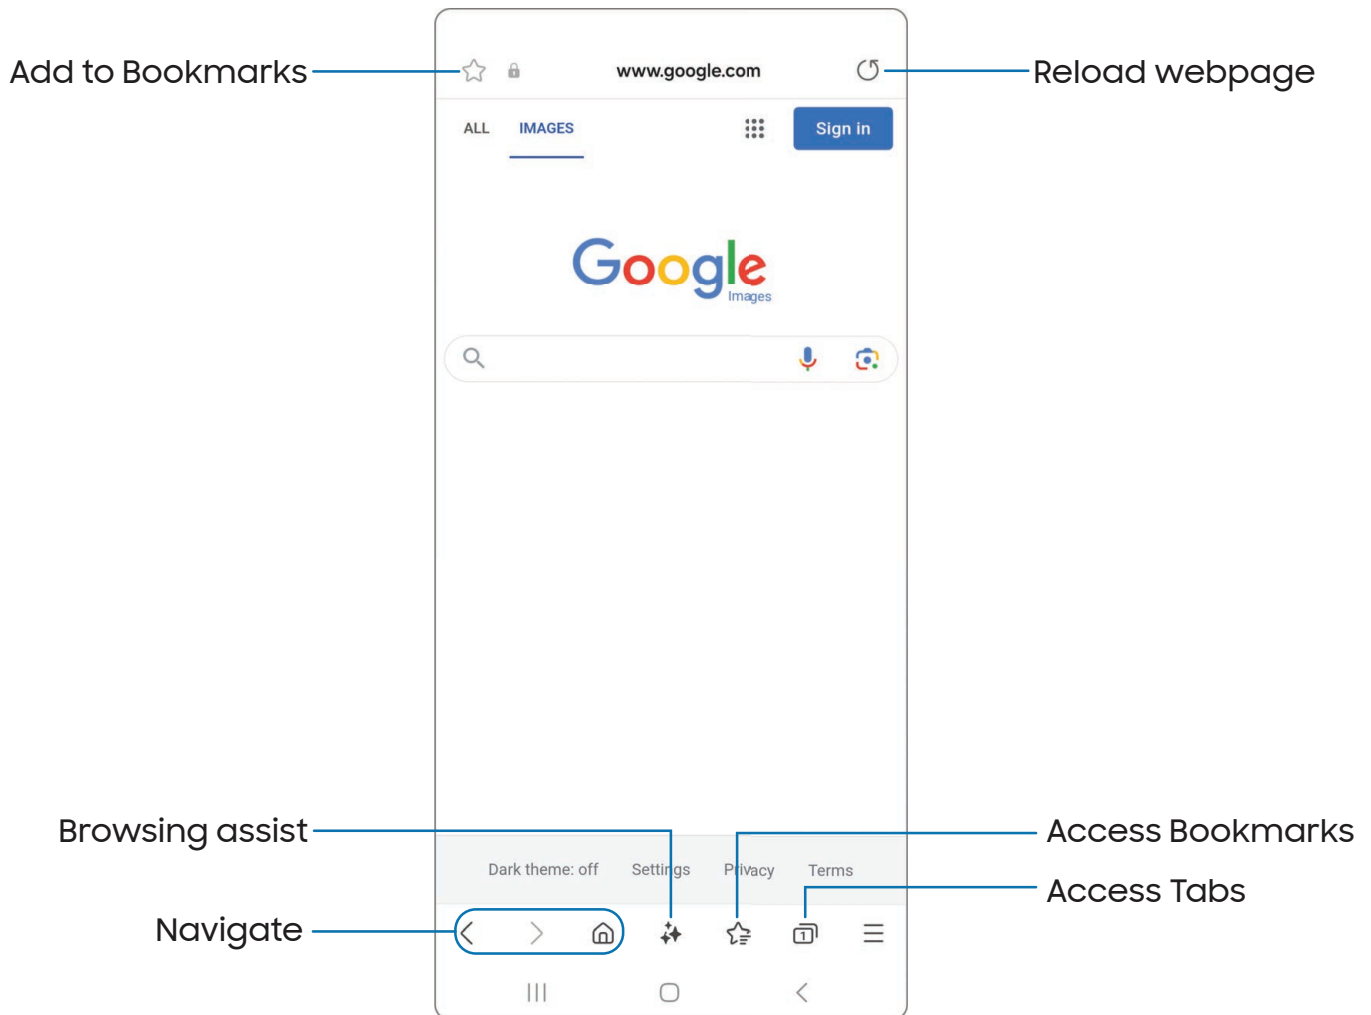 Add to Bookmarks
www.google.com
Reload webpage
ALL IMAGES
Sign in
Google
Images
Browsing assist
Access Bookmarks
Dark theme: off Settings Privacy Terms
Access Tabs
Navigate
1